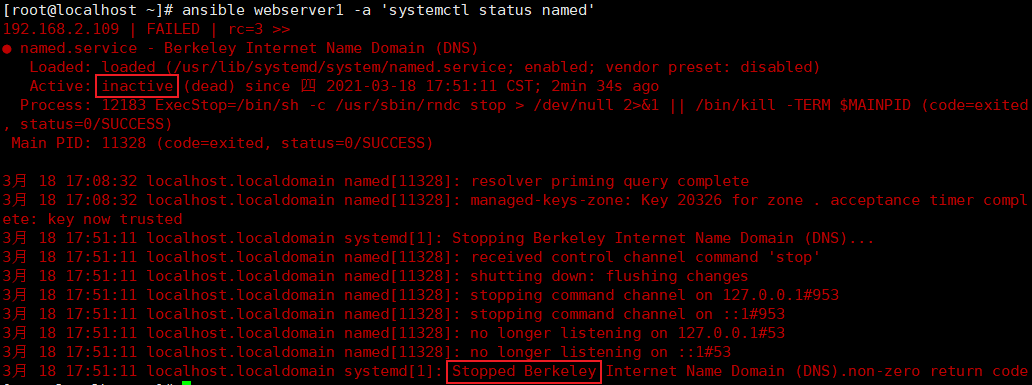 [root@localhost ~]# ansible webserver1 -a 'systemctl status named'
192.168.2.109 | FAILED | rc=3 >>
● named.service - Berkeley Internet Name Domain (DNS)
Loaded: loaded (/usr/lib/systemd/system/named.service; enabled; vendor preset: disabled)
Active: inactive (dead) since 四 2021-03-18 17:51:11 CST; 2min 34s ago
Process: 12183 ExecStop=/bin/sh -c /usr/sbin/rndc stop > /dev/null 2>&1 || /bin/kill -TERM $MAINPID (code=exited
, status=0/SUCCESS)
Main PID: 11328 (code=exited, status=0/SUCCESS)
3月 18 17:08:32 localhost.localdomain named[11328]: resolver priming query complete
3月 18 17:08:32 localhost.localdomain named[11328]: managed-keys-zone: Key 20326 for zone . acceptance timer compl
ete: key now trusted
3月 18 17:51:11 localhost.localdomain systemd[1]: Stopping Berkeley Internet Name Domain (DNS)...
3月 18 17:51:11 localhost.localdomain named[11328]: received control channel command 'stop'
3月 18 17:51:11 localhost.localdomain named[11328]: shutting down: flushing changes
3月 18 17:51:11 localhost.localdomain named[11328]: stopping command channel on 127.0.0.1#953
3月 18 17:51:11 localhost.localdomain named[11328]: stopping command channel on ::1#953
3月 18 17:51:11 localhost.localdomain named[11328]: no longer listening on 127.0.0.1#53
3月 18 17:51:11 localhost.localdomain named[11328]: no longer listening on ::1#53
3月 18 17:51:11 localhost.localdomain systemd[1]: Stopped Berkeley Internet Name Domain (DNS).non-zero return code